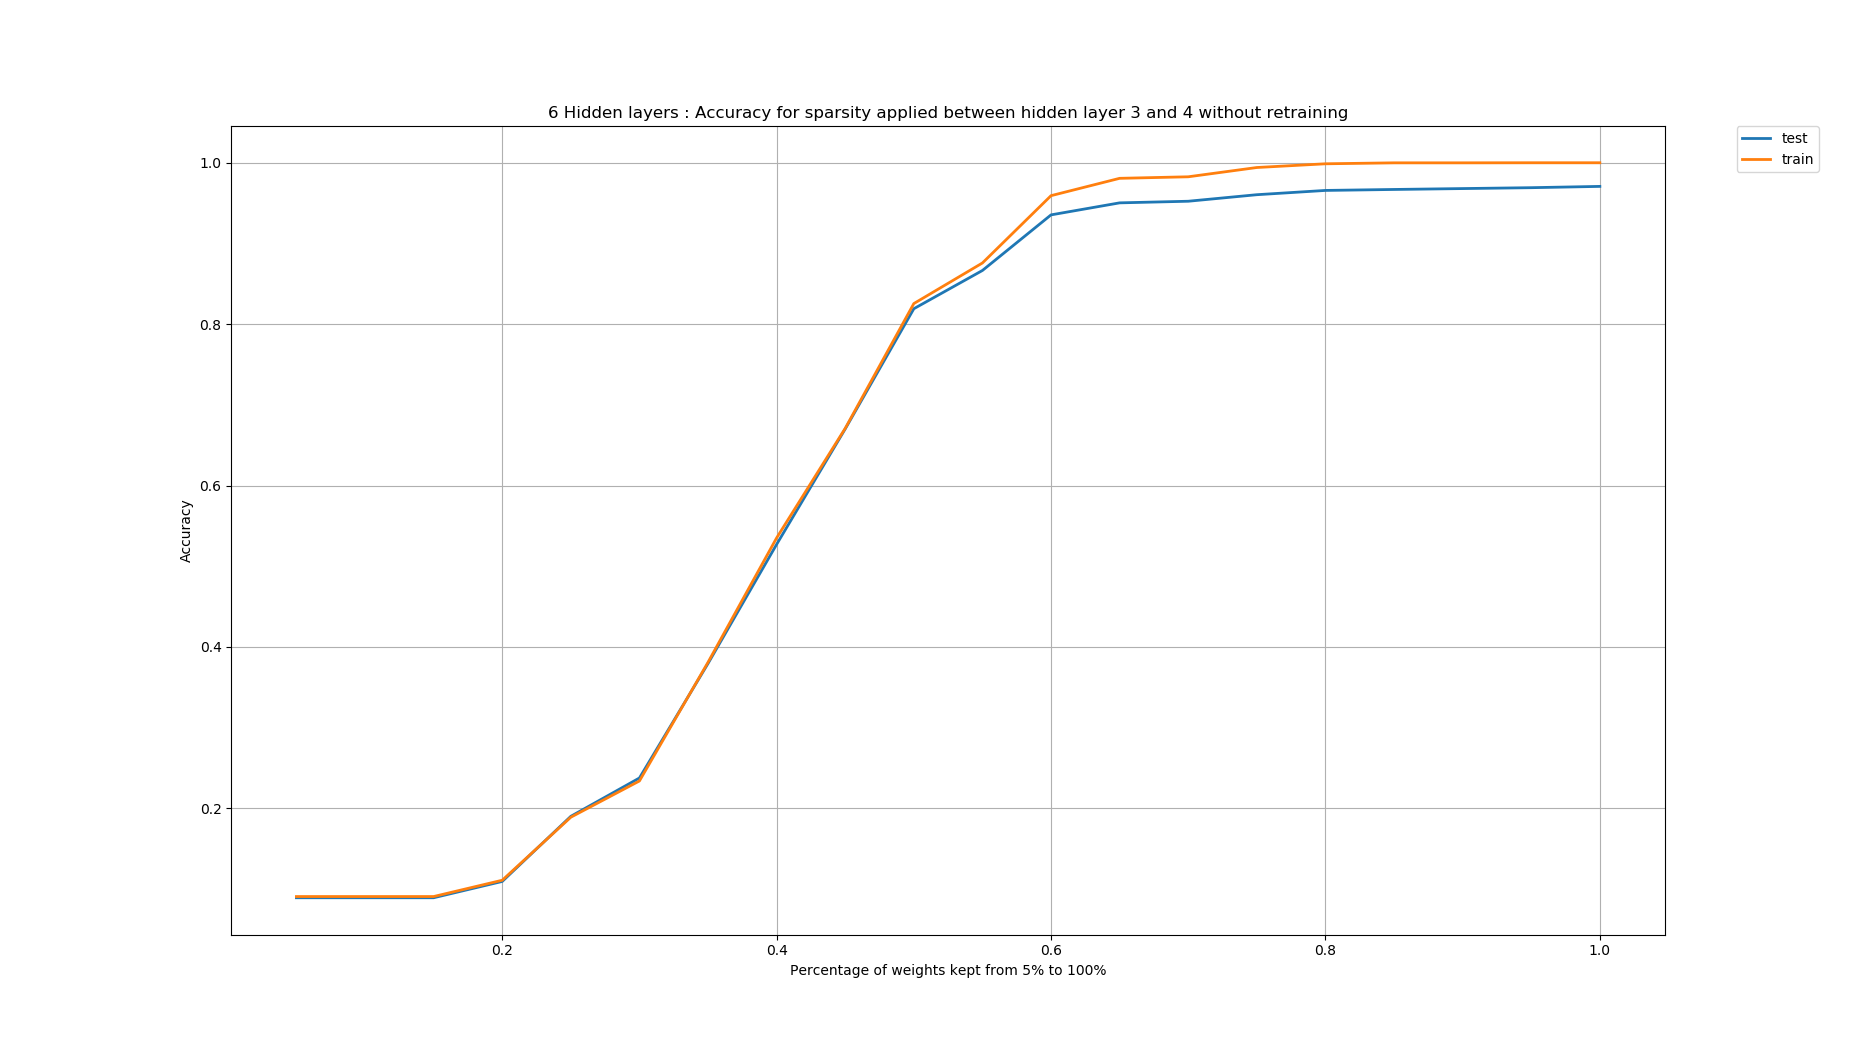 6 Hidden layers : Accuracy for sparsity applied between hidden layer 3 and 4 without retraining
test
train
1.0
0.8
0.6
0.4
0.2
Accuracy
0.2 0.4 0.6 0.8 1.0
Percentage of weights kept from 5% to 100%